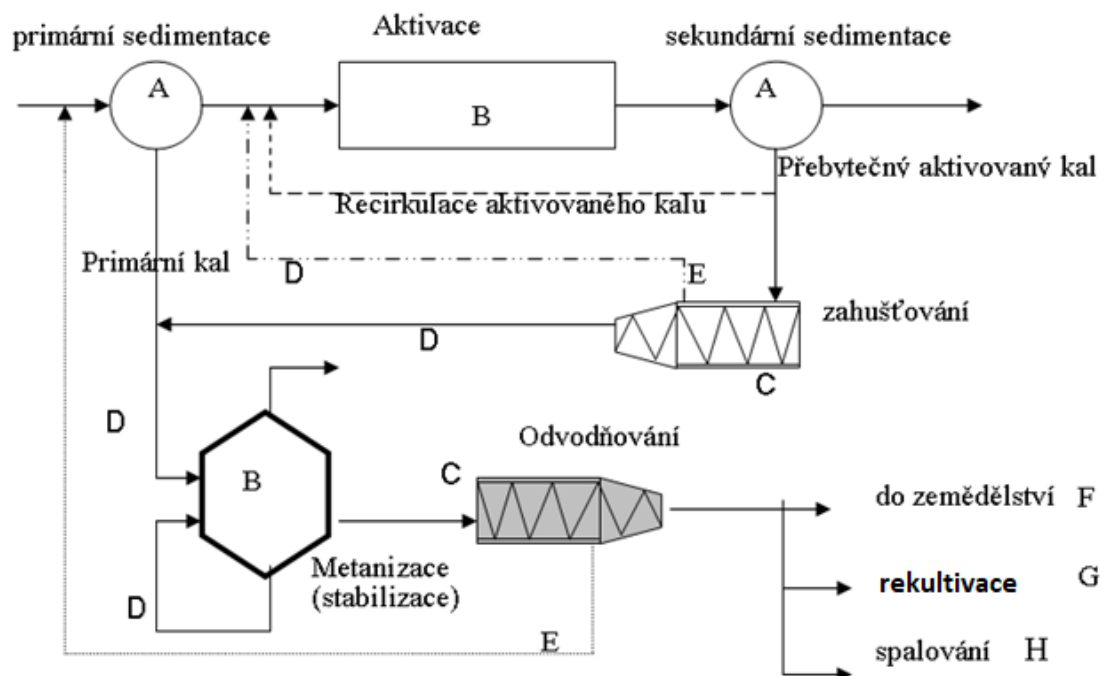 primární sedimentace
Aktivace
sekundární sedimentace
A
B
A
Přebytečný aktivovaný kal
Recirkulace aktivovaného kalu
Primární kal
D
E
zahušťování
D
C
D
Odvodňování
B
C
do zemědělství F
Metanizace
(stabilizace)
rekultivace G
D
E
spalování H